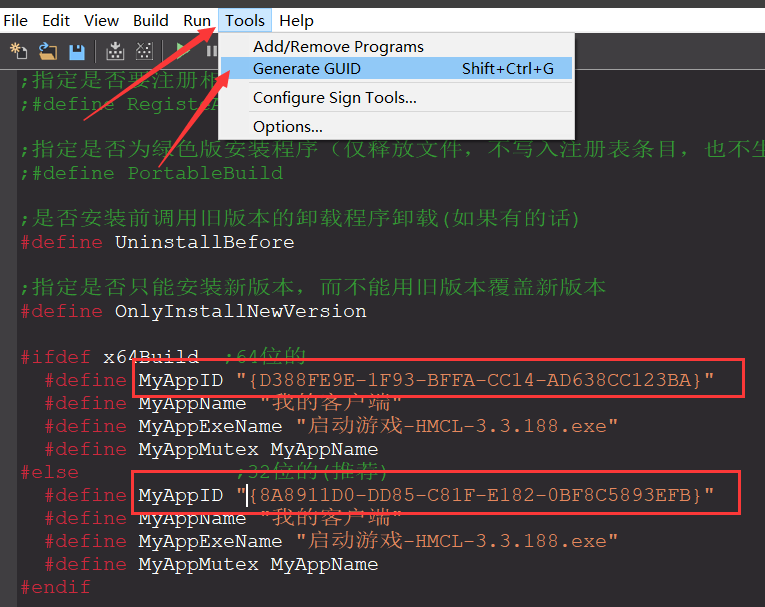 File Edit View Build Run Tools Help
Add/Remove Programs
Generate GUID Shift+Ctrl+G
Configure Sign Tools...
Options...
;指定是否要注册
;#define Regist
;指定是否为绿色版安装程序（仅释放文件，不写入注册表条目，也不生
;#define PortableBuild
;是否安装前调用旧版本的卸载程序卸载(如果有的话)
#define UninstallBefore
;指定是否只能安装新版本，而不能用旧版本覆盖新版本
#define OnlyInstallNewVersion
#ifdef x64Build ;64位的
#define MyAppID "{D388FE9E-1F93-BFFA-CC14-AD638CC123BA}"
#define MyAppName "我的客户端"
#define MyAppExeName "启动游戏-HMCL-3.3.188.exe"
#define MyAppMutex MyAppName
#else ;32位的(推荐)
#define MyAppID "{8A8911D0-DD85-C81F-E182-0BF8C5893EFB}"
#define MyAppName "我的客户端"
#define MyAppExeName "启动游戏-HMCL-3.3.188.exe"
#define MyAppMutex MyAppName
#endif